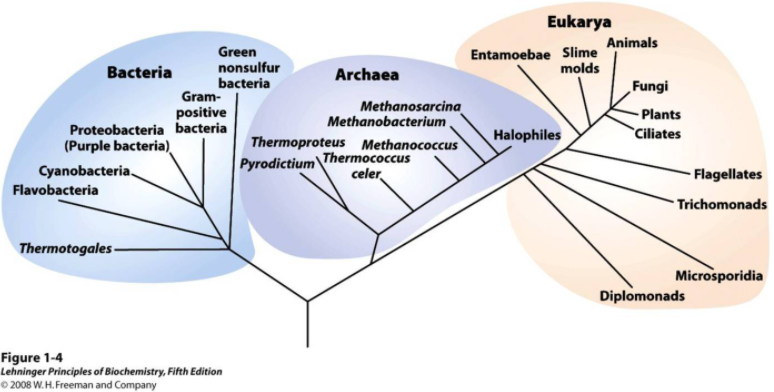 Eukarya
Bacteria
Green
nonsulfur
bacteria
Archaea
Entamoebae
Slime
molds
Animals
Gram-
positive
bacteria
Fungi
Methanosarcina
Methanobacterium
Plants
Proteobacteria
(Purple bacteria)
Thermoproteus
Methanococcus
Halophiles
Ciliates
Cyanobacteria
Pyrodictium
Thermococcus
celer
Flagellates
Flavobacteria
Trichomonads
Thermotogales
Microsporidia
Diplomonads
Figure 1-4
Lehninger Principles of Biochemistry, Fifth Edition
© 2008 W. H. Freeman and Company